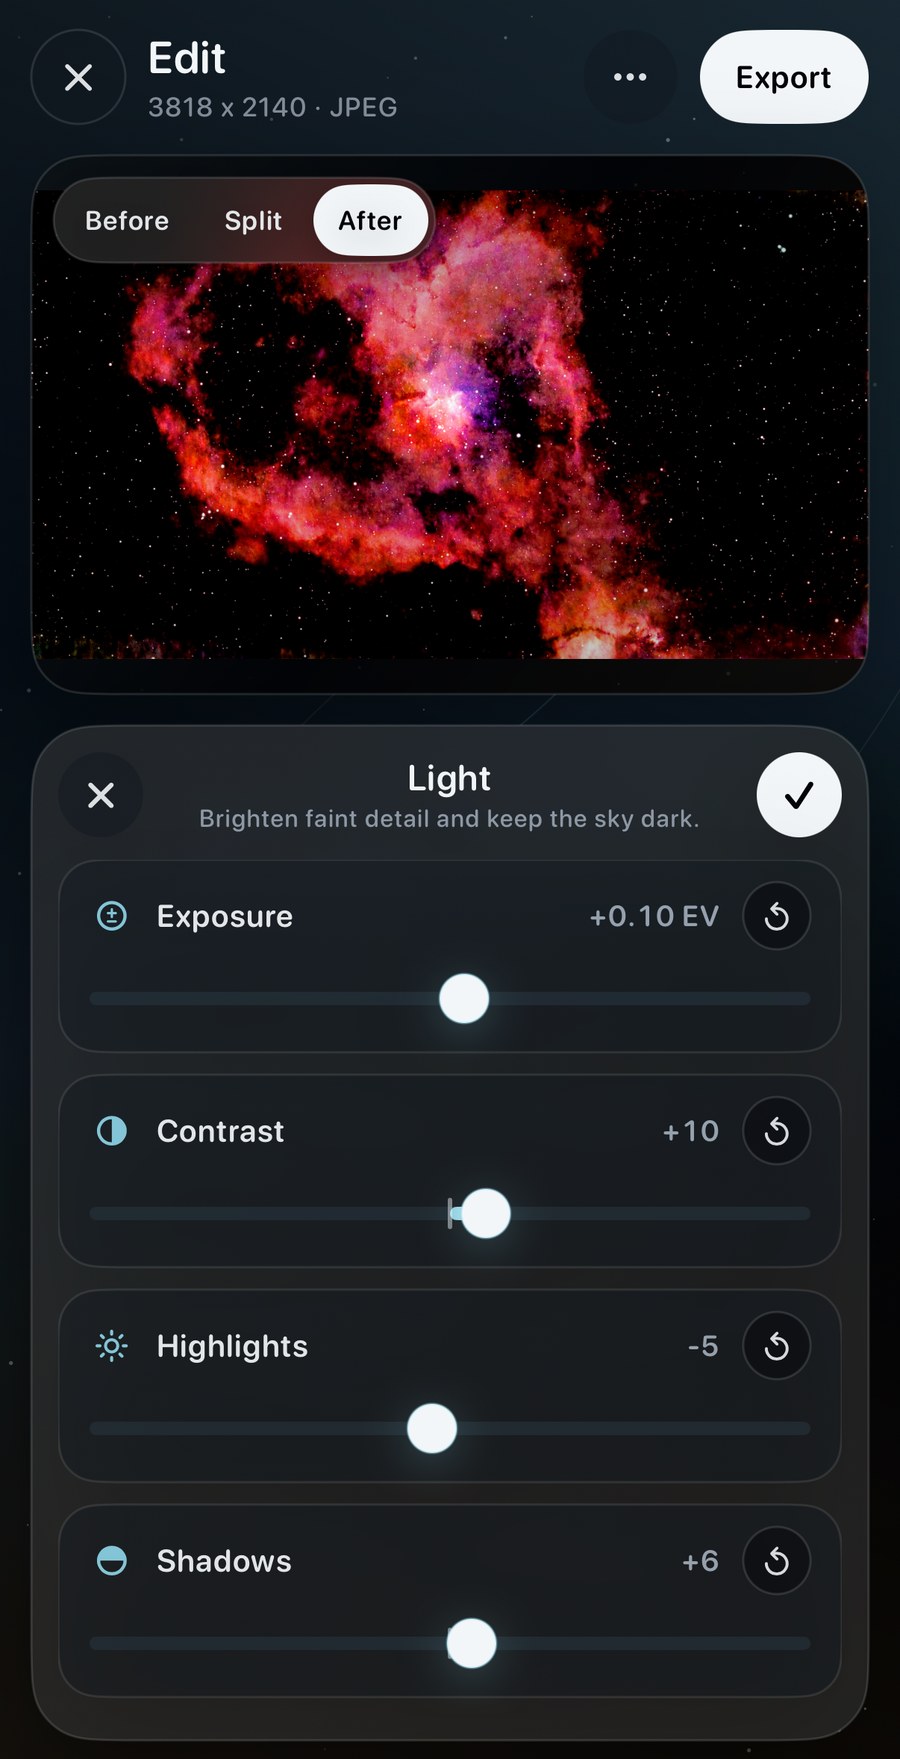 Edit
3818 x 2140 · JPEG
Export
Before Split After
Light
Brighten faint detail and keep the sky dark.
Exposure +0.10 EV
Contrast +10
Highlights -5
Shadows +6